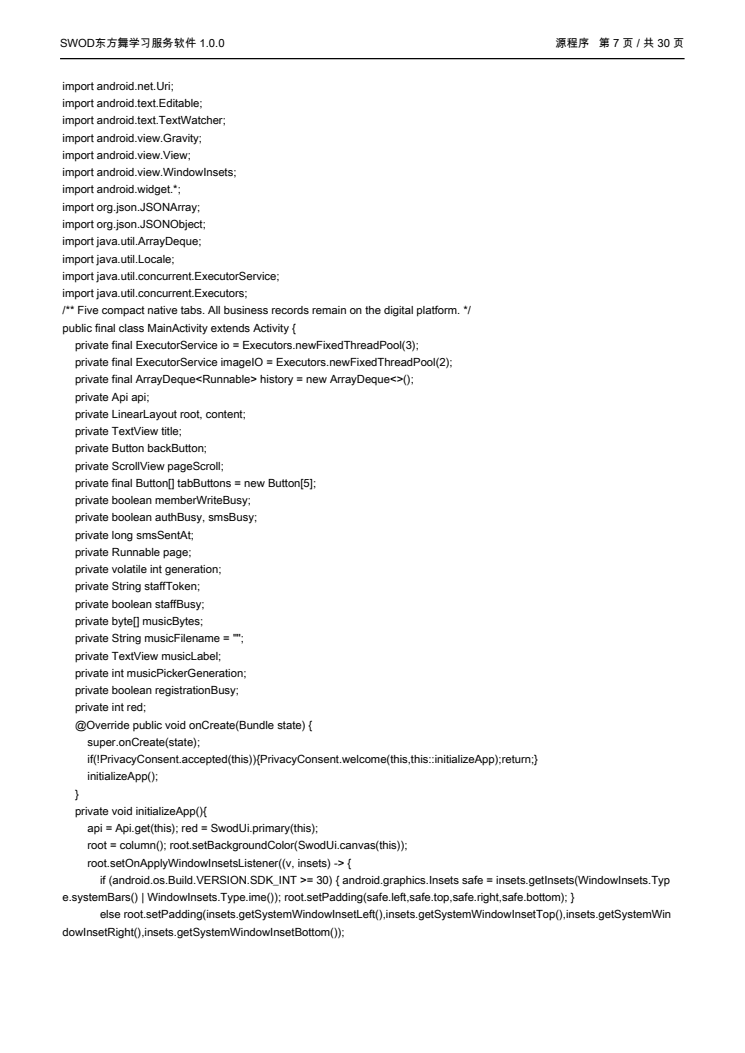 SWOD东方舞学习服务软件 1.0.0
源程序 第 7 页 / 共 30 页
import android.net.Uri;
import android.text.Editable;
import android.text.TextWatcher;
import android.view.Gravity;
import android.view.View;
import android.view.WindowInsets;
import android.widget.*;
import org.json.JSONArray;
import org.json.JSONObject;
import java.util.ArrayDeque;
import java.util.Locale;
import java.util.concurrent.ExecutorService;
import java.util.concurrent.Executors;
/** Five compact native tabs. All business records remain on the digital platform. */
public final class MainActivity extends Activity {
    private final ExecutorService io = Executors.newFixedThreadPool(3);
    private final ExecutorService imageIO = Executors.newFixedThreadPool(2);
    private final ArrayDeque<Runnable> history = new ArrayDeque<>();
    private Api api;
    private LinearLayout root, content;
    private TextView title;
    private Button backButton;
    private ScrollView pageScroll;
    private final Button[] tabButtons = new Button[5];
    private boolean memberWriteBusy;
    private boolean authBusy, smsBusy;
    private long smsSentAt;
    private Runnable page;
    private volatile int generation;
    private String staffToken;
    private boolean staffBusy;
    private byte[] musicBytes;
    private String musicFilename = "";
    private TextView musicLabel;
    private int musicPickerGeneration;
    private boolean registrationBusy;
    private int red;
    @Override public void onCreate(Bundle state) {
        super.onCreate(state);
        if(!PrivacyConsent.accepted(this)){PrivacyConsent.welcome(this,this::initializeApp);return;}
        initializeApp();
    }
    private void initializeApp(){
        api = Api.get(this); red = SwodUi.primary(this);
        root = column(); root.setBackgroundColor(SwodUi.canvas(this));
        root.setOnApplyWindowInsetsListener((v, insets) -> {
            if (android.os.Build.VERSION.SDK_INT >= 30) { android.graphics.Insets safe = insets.getInsets(WindowInsets.Typ
e.systemBars() | WindowInsets.Type.ime()); root.setPadding(safe.left,safe.top,safe.right,safe.bottom); }
            else root.setPadding(insets.getSystemWindowInsetLeft(),insets.getSystemWindowInsetTop(),insets.getSystemWin
dowInsetRight(),insets.getSystemWindowInsetBottom());